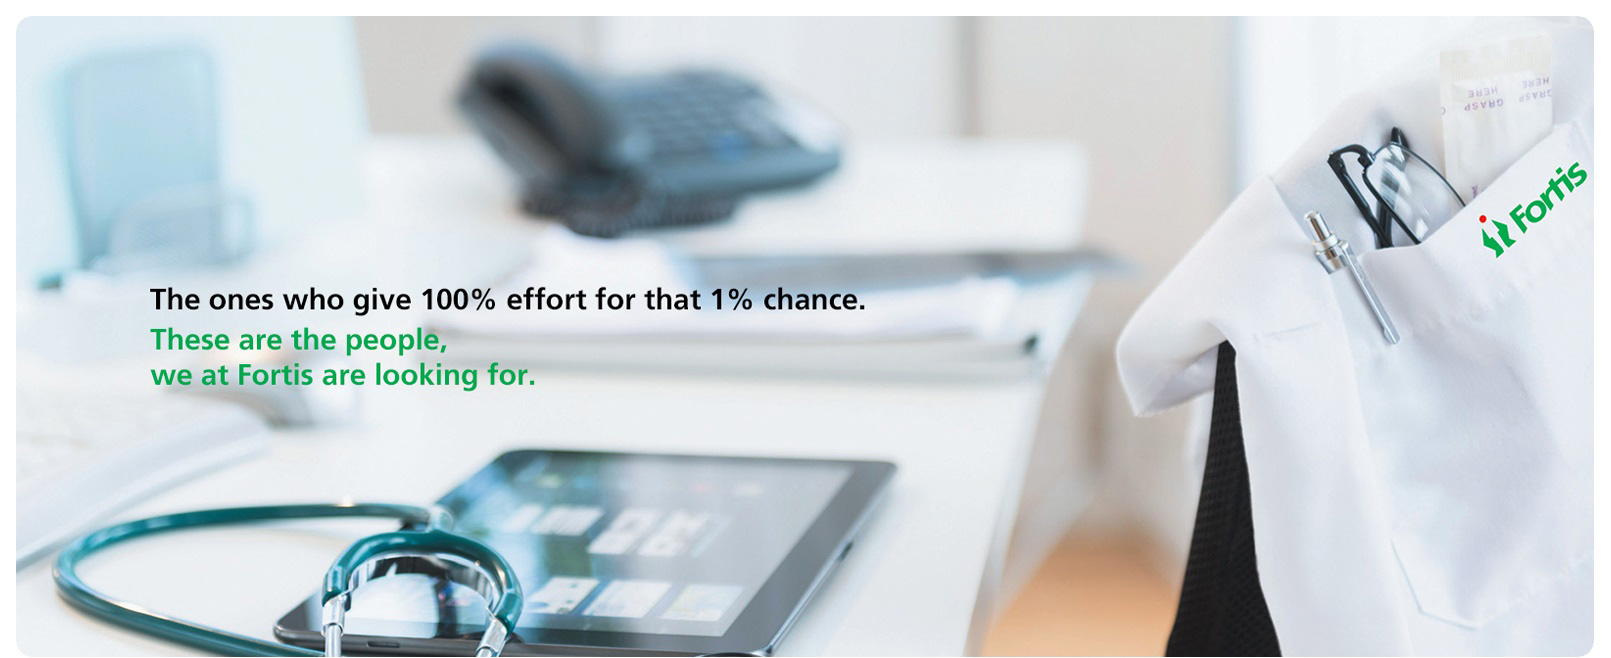 The ones who give 100% effort for that 1% chance.
These are the people,
we at Fortis are looking for.
Fortis
GRASP
HERE
GRASP
HERE